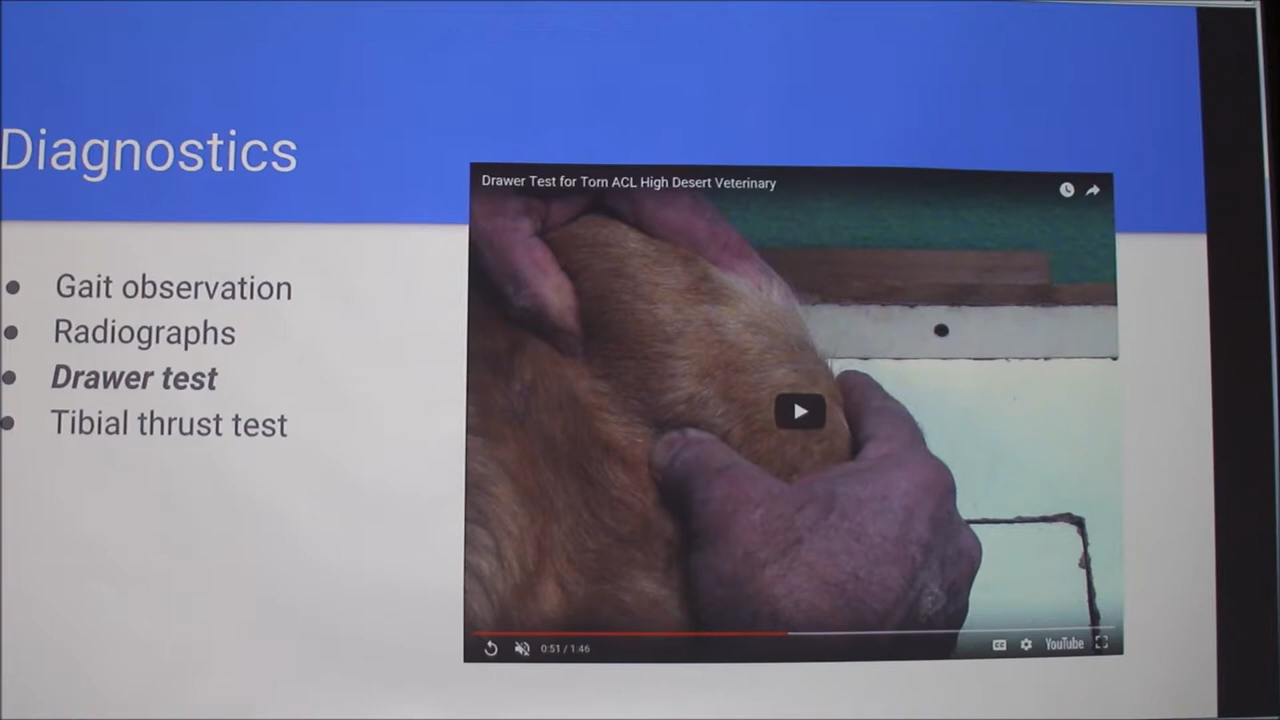 Diagnostics
Gait observation
Radiographs
Drawer test
Tibial thrust test
Drawer Test for Torn ACL High Desert Veterinary
0:51 / 1:46
CC
YouTube